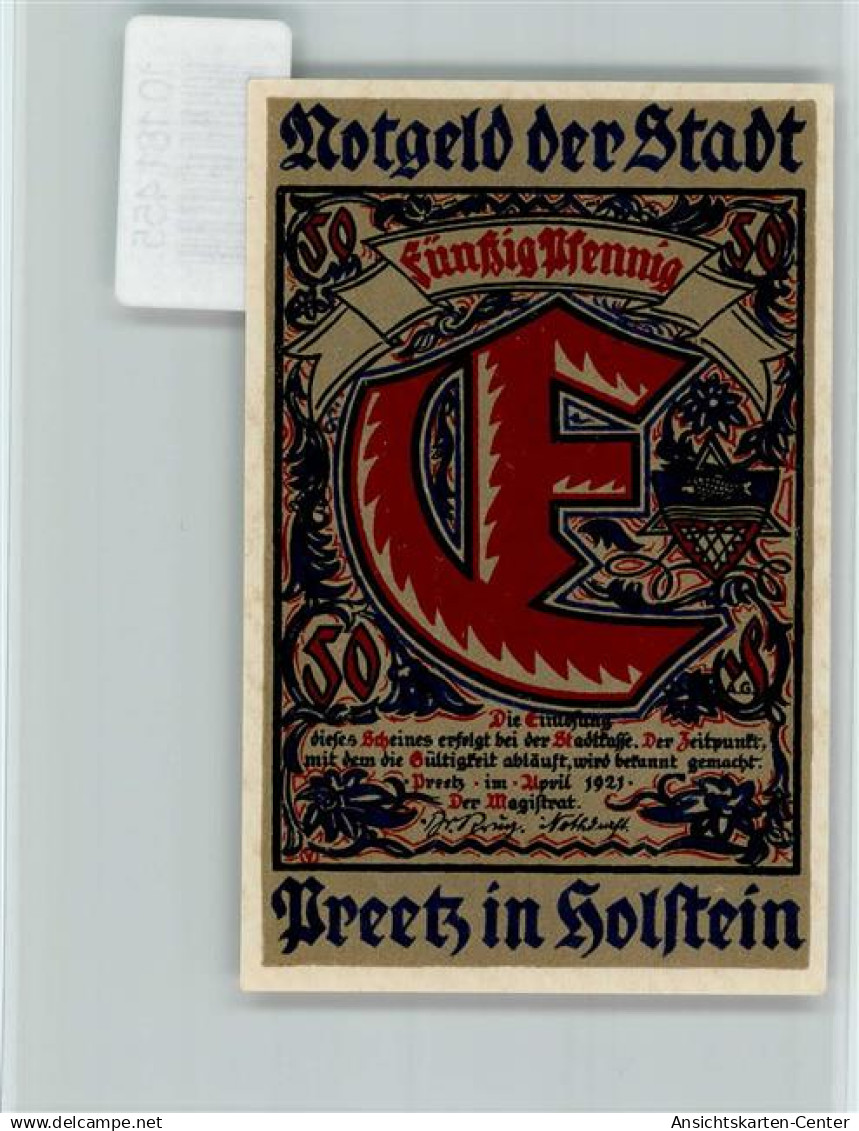 Notgeld der Stadt
50
Fünfzig Pfennig
50
E
50
A.G.
Die Einlösung
dieses Scheines erfolgt bei der Stadtkasse. Der Zeitpunkt,
mit dem die Gültigkeit abläuft, wird bekannt gemacht.
Preetz · im · April 1921 ·
Der Magistrat.
Preetz in Holstein
delcampe.net
Ansichtskarten-Center